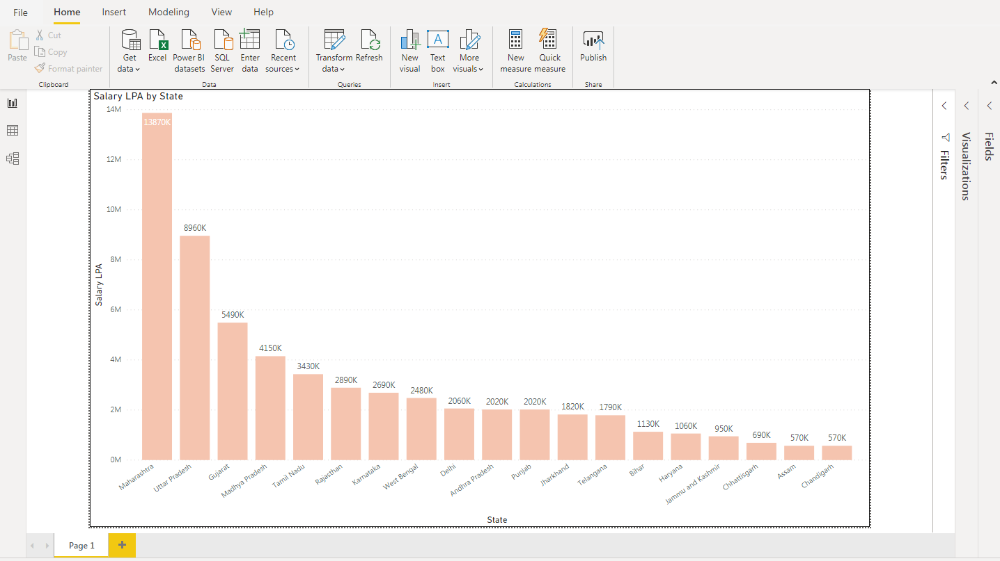 File Home Insert Modeling View Help
Paste
Cut
Copy
Format painter
Clipboard
Get data
Excel
Power BI datasets
SQL Server
Enter data
Recent sources
Data
Transform data
Refresh
Queries
New visual
Text box
More visuals
Insert
New measure
Quick measure
Calculations
Publish
Share
Salary LPA by State
14M
12M
10M
8M
6M
4M
2M
0M
Salary LPA
13870K
8960K
5490K
4150K
3430K
2890K
2690K
2480K
2060K
2020K
2020K
1820K
1790K
1130K
1060K
950K
690K
570K
570K
Maharashtra
Uttar Pradesh
Gujarat
Madhya Pradesh
Tamil Nadu
Rajasthan
Karnataka
West Bengal
Delhi
Andhra Pradesh
Punjab
Jharkhand
Telangana
Bihar
Haryana
Jammu and Kashmir
Chhattisgarh
Assam
Chandigarh
State
Filters
Visualizations
Fields
Page 1